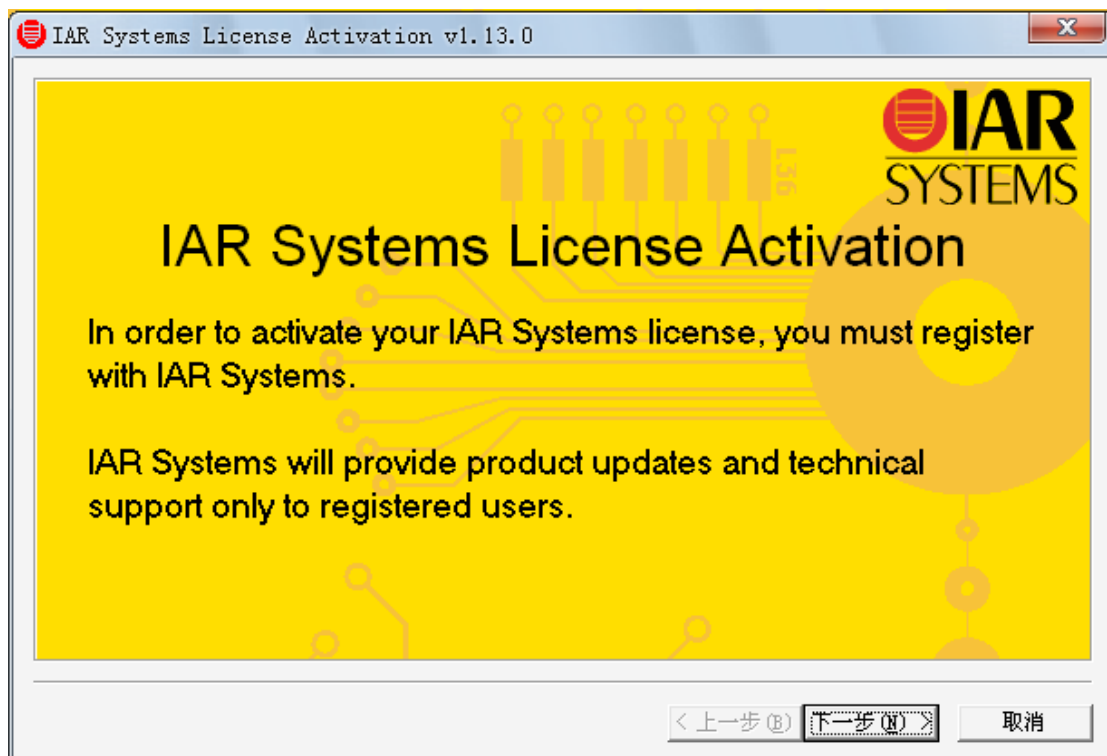 IAR Systems License Activation v1.13.0
IAR
SYSTEMS
L36
IAR Systems License Activation
In order to activate your IAR Systems license, you must register
with IAR Systems.
IAR Systems will provide product updates and technical
support only to registered users.
< 上一步(B) 下一步(N) > 取消